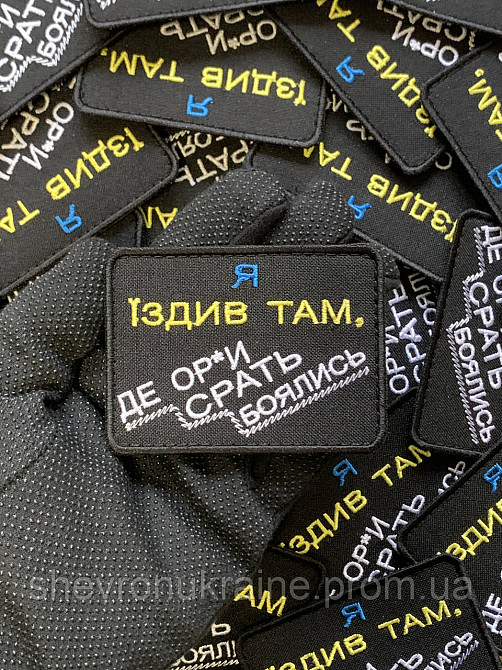 Я
ЇЗДИВ ТАМ,
ДЕ ОР*И
СРАТЬ
БОЯЛИСЬ
shevronukraine.prom.ua